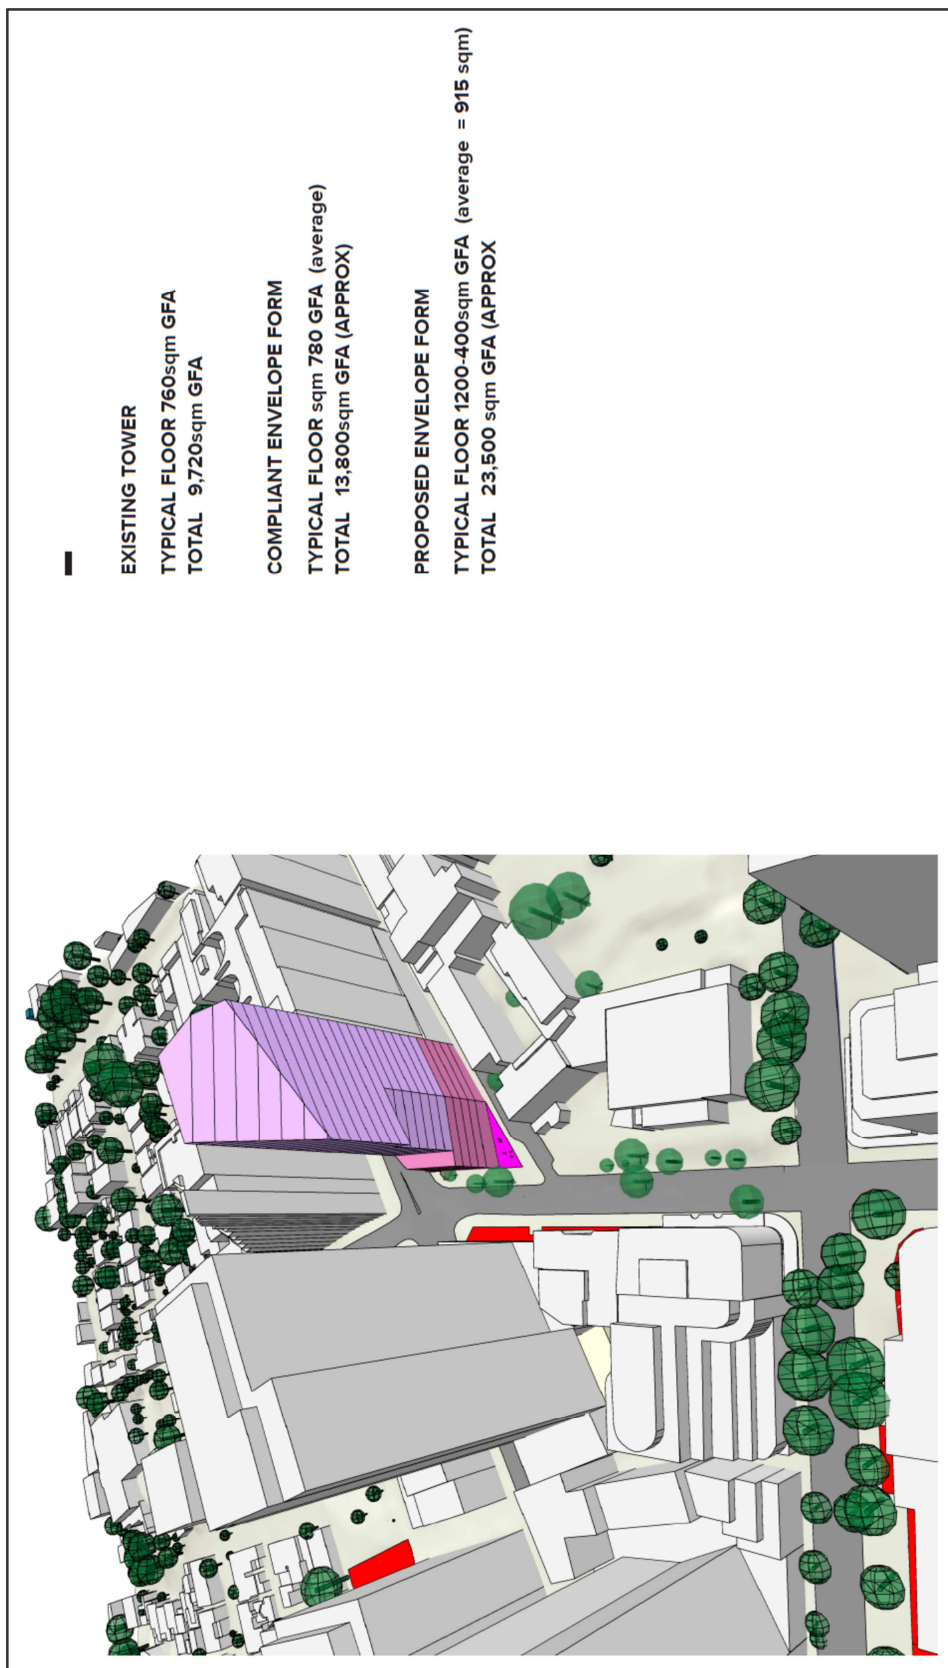 EXISTING TOWER
TYPICAL FLOOR 760sqm GFA
TOTAL 9,720sqm GFA
COMPLIANT ENVELOPE FORM
TYPICAL FLOOR sqm 780 GFA (average)
TOTAL 13,800sqm GFA (APPROX)
PROPOSED ENVELOPE FORM
TYPICAL FLOOR 1200-400sqm GFA (average = 915 sqm)
TOTAL 23,500 sqm GFA (APPROX